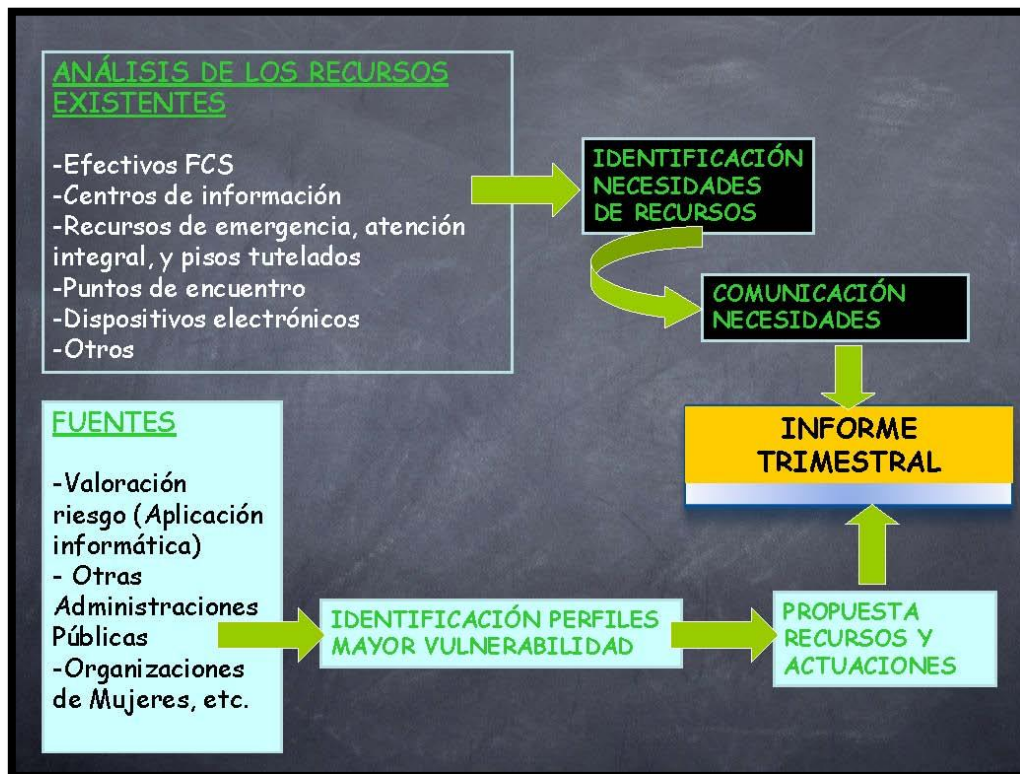 ANÁLISIS DE LOS RECURSOS
EXISTENTES
-Efectivos FCS
-Centros de información
-Recursos de emergencia, atención
integral, y pisos tutelados
-Puntos de encuentro
-Dispositivos electrónicos
-Otros
IDENTIFICACIÓN
NECESIDADES
DE RECURSOS
COMUNICACIÓN
NECESIDADES
INFORME
TRIMESTRAL
FUENTES
-Valoración
riesgo (Aplicación
informática)
- Otras
Administraciones
Públicas
-Organizaciones
de Mujeres, etc.
IDENTIFICACIÓN PERFILES
MAYOR VULNERABILIDAD
PROPUESTA
RECURSOS Y
ACTUACIONES